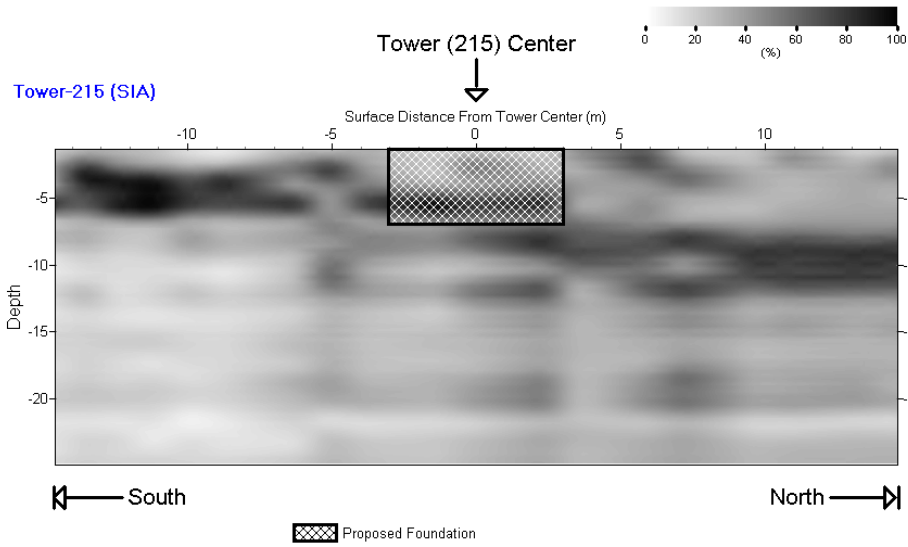 0 20 40 60 80 100
(%)
Tower (215) Center
Tower-215 (SIA)
Surface Distance From Tower Center (m)
-10 -5 0 5 10
-5
-10
-15
-20
Depth
South
North
Proposed Foundation